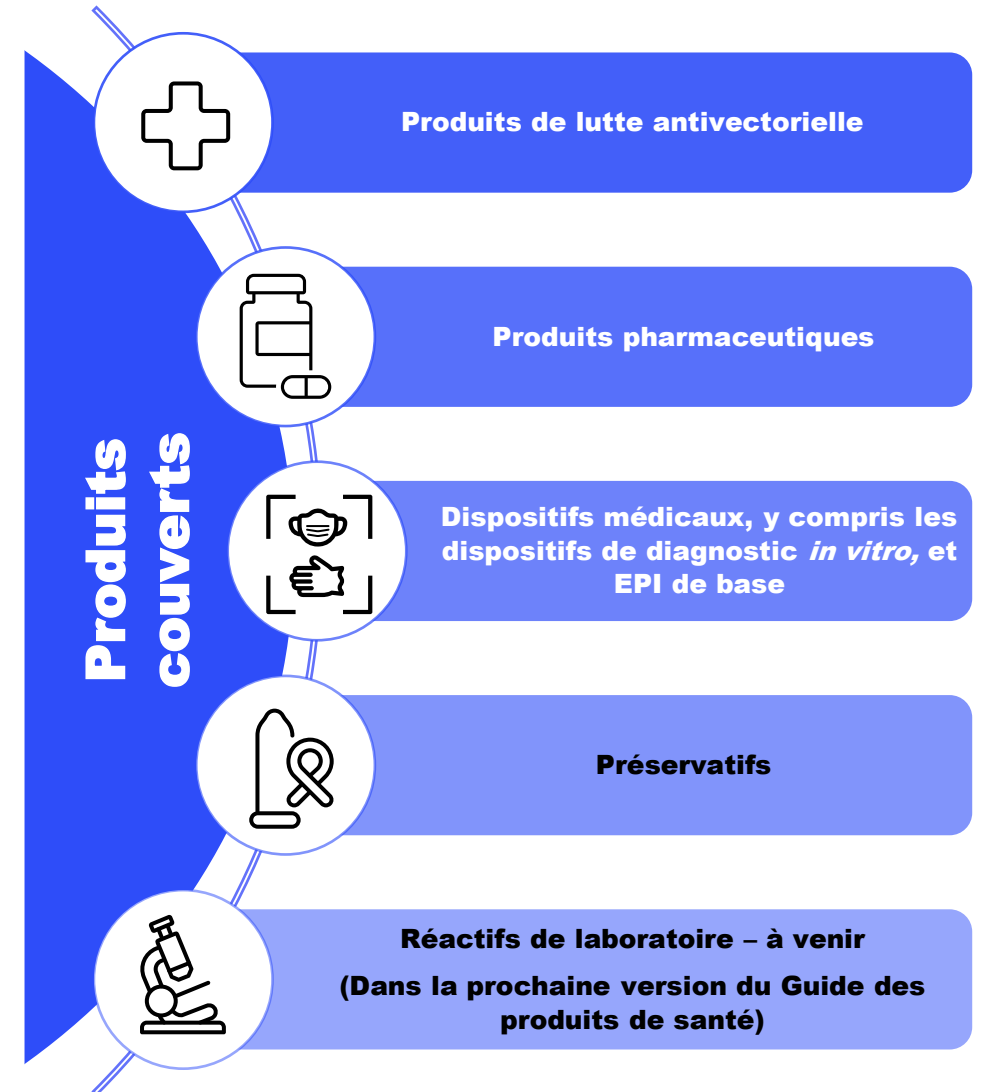 Produits
couverts
Produits de lutte antivectorielle
Produits pharmaceutiques
Dispositifs médicaux, y compris les
dispositifs de diagnostic in vitro, et
EPI de base
Préservatifs
Réactifs de laboratoire – à venir
(Dans la prochaine version du Guide des
produits de santé)